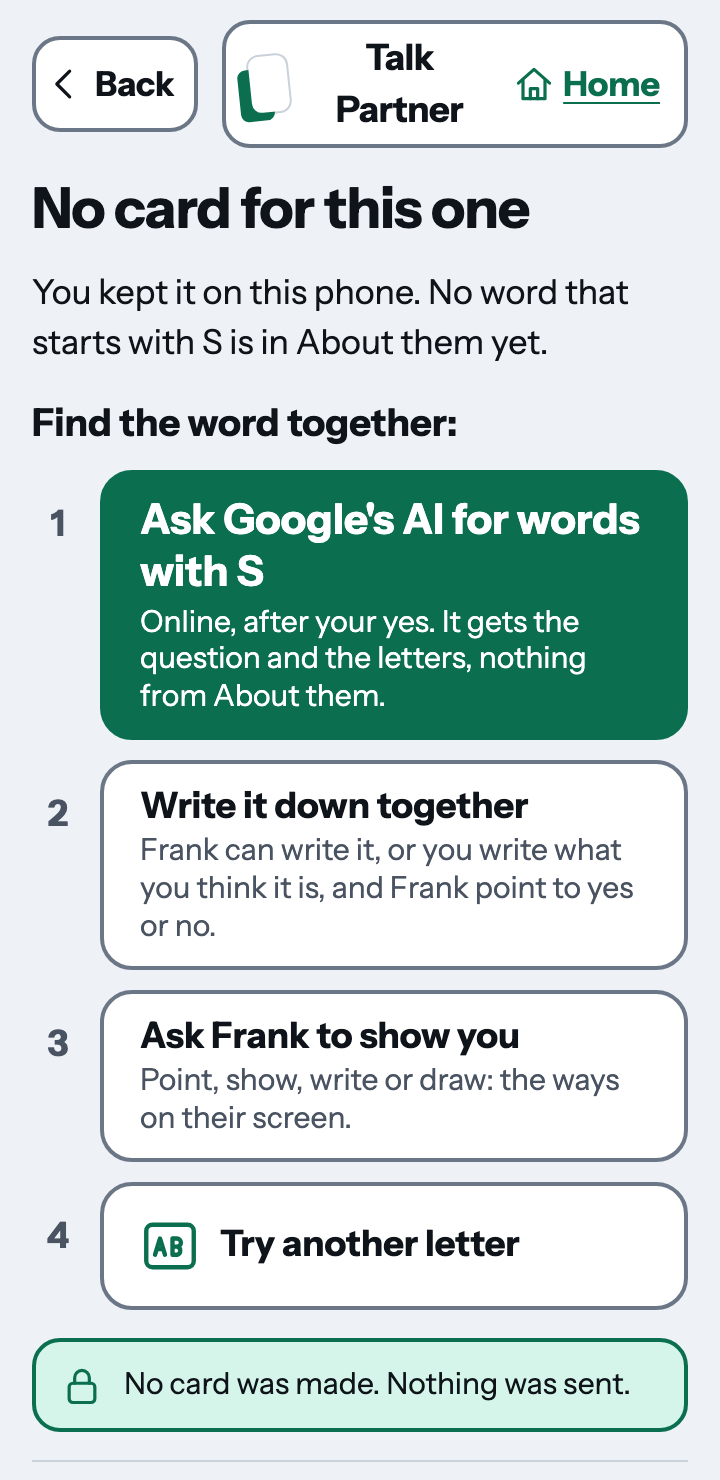 Back
Talk
Partner
Home
No card for this one
You kept it on this phone. No word that
starts with S is in About them yet.
Find the word together:
1
Ask Google's AI for words
with S
Online, after your yes. It gets the
question and the letters, nothing
from About them.
2
Write it down together
Frank can write it, or you write what
you think it is, and Frank point to yes
or no.
3
Ask Frank to show you
Point, show, write or draw: the ways
on their screen.
4
AB
Try another letter
No card was made. Nothing was sent.